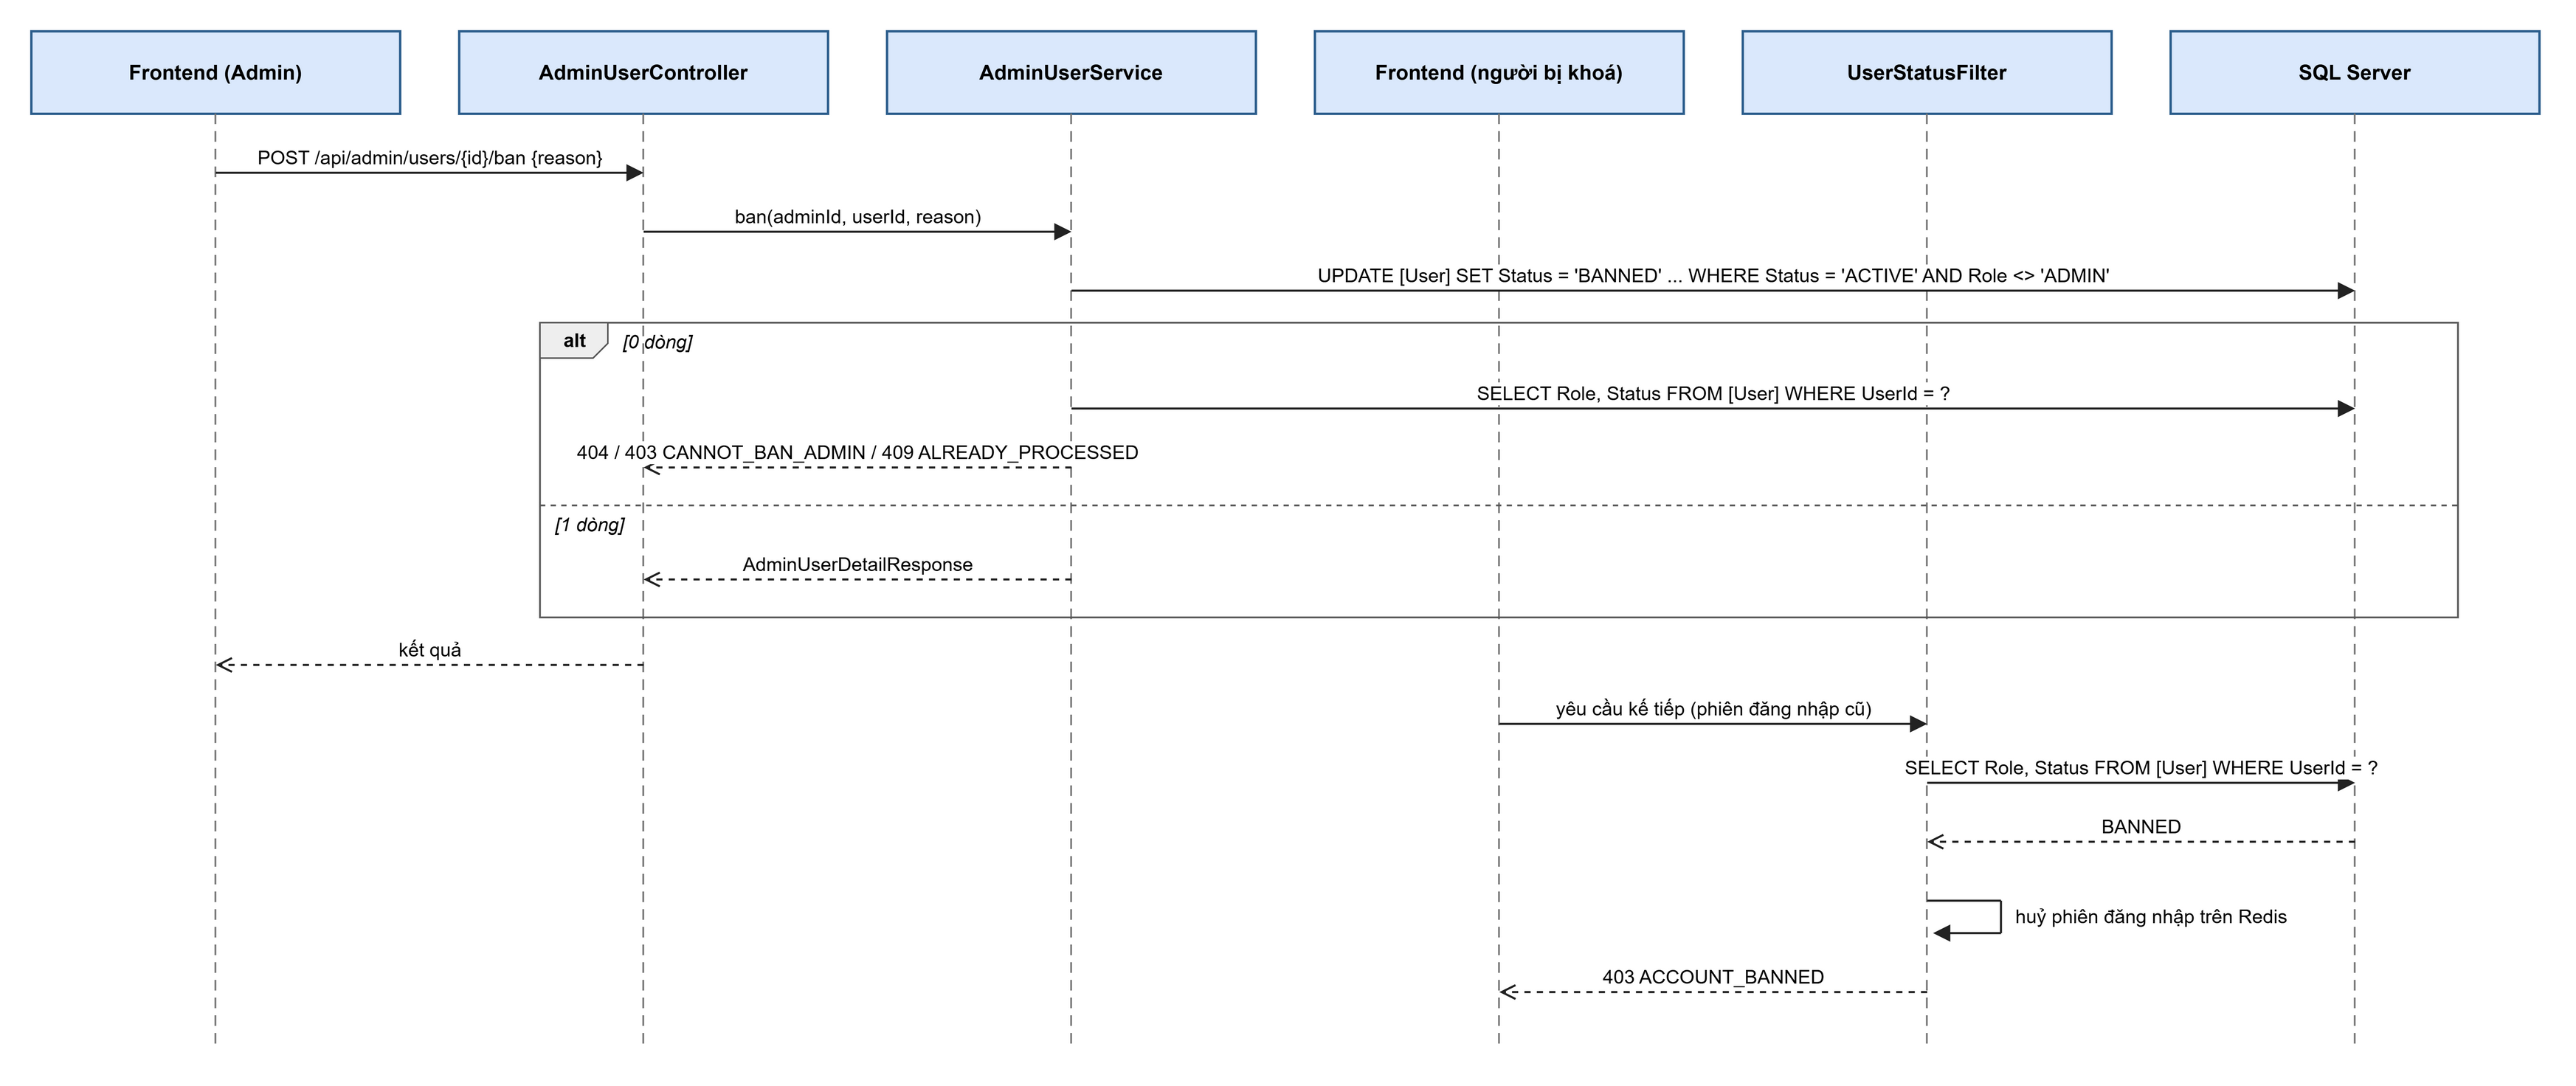 Frontend (Admin)
AdminUserController
AdminUserService
Frontend (người bị khoá)
UserStatusFilter
SQL Server
POST /api/admin/users/{id}/ban {reason}
ban(adminId, userId, reason)
UPDATE [User] SET Status = 'BANNED' ... WHERE Status = 'ACTIVE' AND Role <> 'ADMIN'
alt
[0 dòng]
SELECT Role, Status FROM [User] WHERE UserId = ?
404 / 403 CANNOT_BAN_ADMIN / 409 ALREADY_PROCESSED
[1 dòng]
AdminUserDetailResponse
kết quả
yêu cầu kế tiếp (phiên đăng nhập cũ)
SELECT Role, Status FROM [User] WHERE UserId = ?
BANNED
huỷ phiên đăng nhập trên Redis
403 ACCOUNT_BANNED